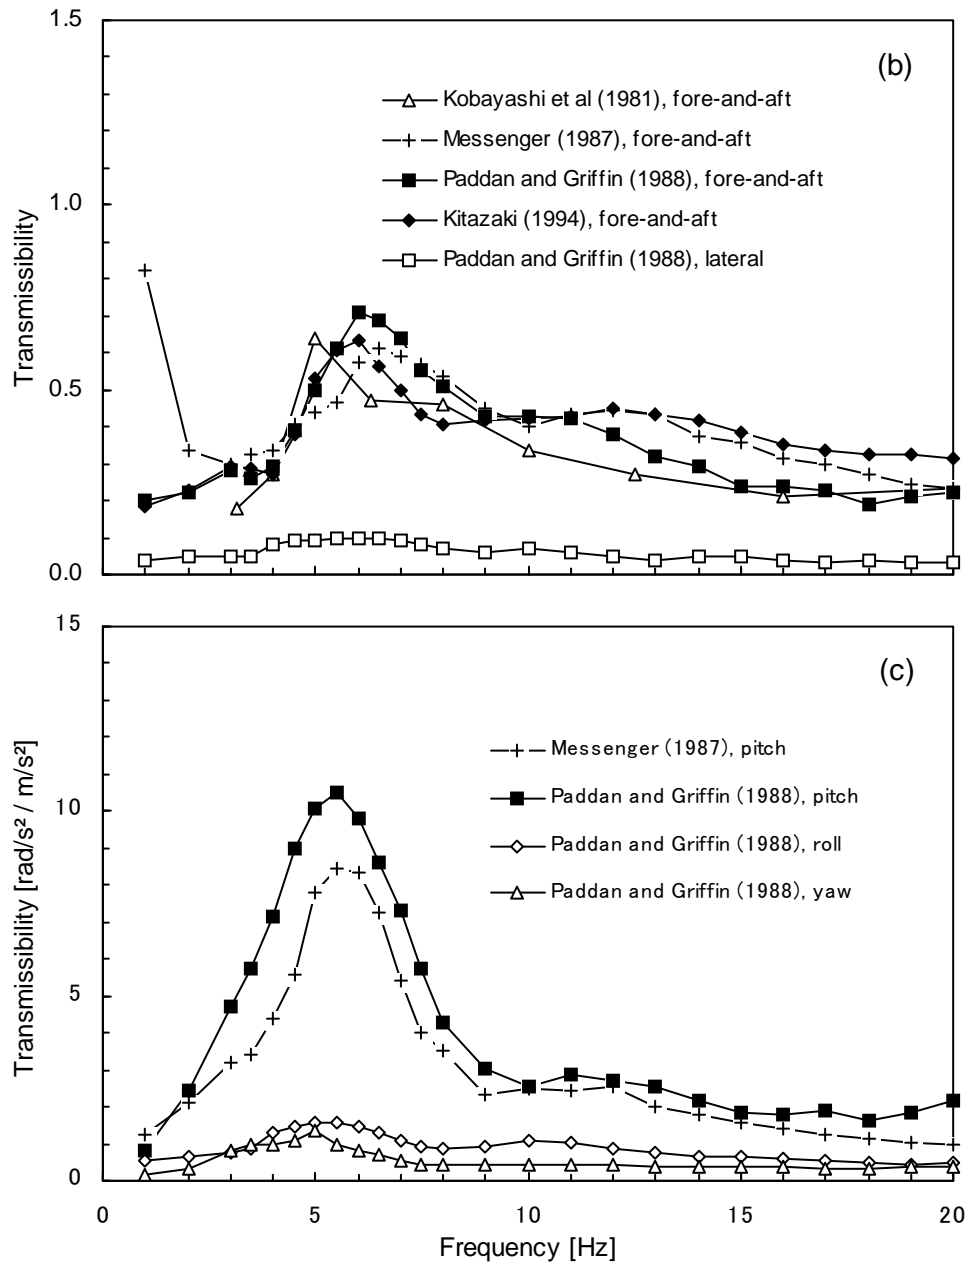 1.5
(b)
Kobayashi et al (1981), fore-and-aft
Messenger (1987), fore-and-aft
Paddan and Griffin (1988), fore-and-aft
Kitazaki (1994), fore-and-aft
Paddan and Griffin (1988), lateral
1.0
0.5
0.0
Transmissibility
15
(c)
Messenger (1987), pitch
Paddan and Griffin (1988), pitch
Paddan and Griffin (1988), roll
Paddan and Griffin (1988), yaw
10
5
0
Transmissibility [rad/s² / m/s²]
0 5 10 15 20
Frequency [Hz]